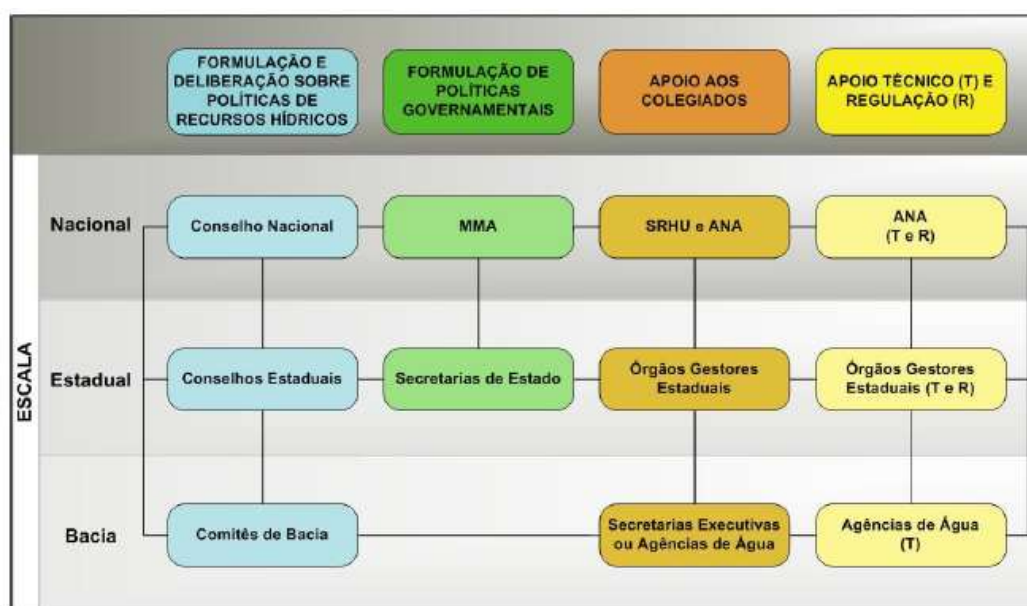 FORMULAÇÃO E
DELIBERAÇÃO SOBRE
POLÍTICAS DE
RECURSOS HÍDRICOS
FORMULAÇÃO DE
POLÍTICAS
GOVERNAMENTAIS
APOIO AOS
COLEGIADOS
APOIO TÉCNICO (T) E
REGULAÇÃO (R)
ESCALA
Nacional
Conselho Nacional
MMA
SRHU e ANA
ANA
(T e R)
Estadual
Conselhos Estaduais
Secretarias de Estado
Órgãos Gestores
Estaduais
Órgãos Gestores
Estaduais (T e R)
Bacia
Comitês de Bacia
Secretarias Executivas
ou Agências de Água
Agências de Água
(T)